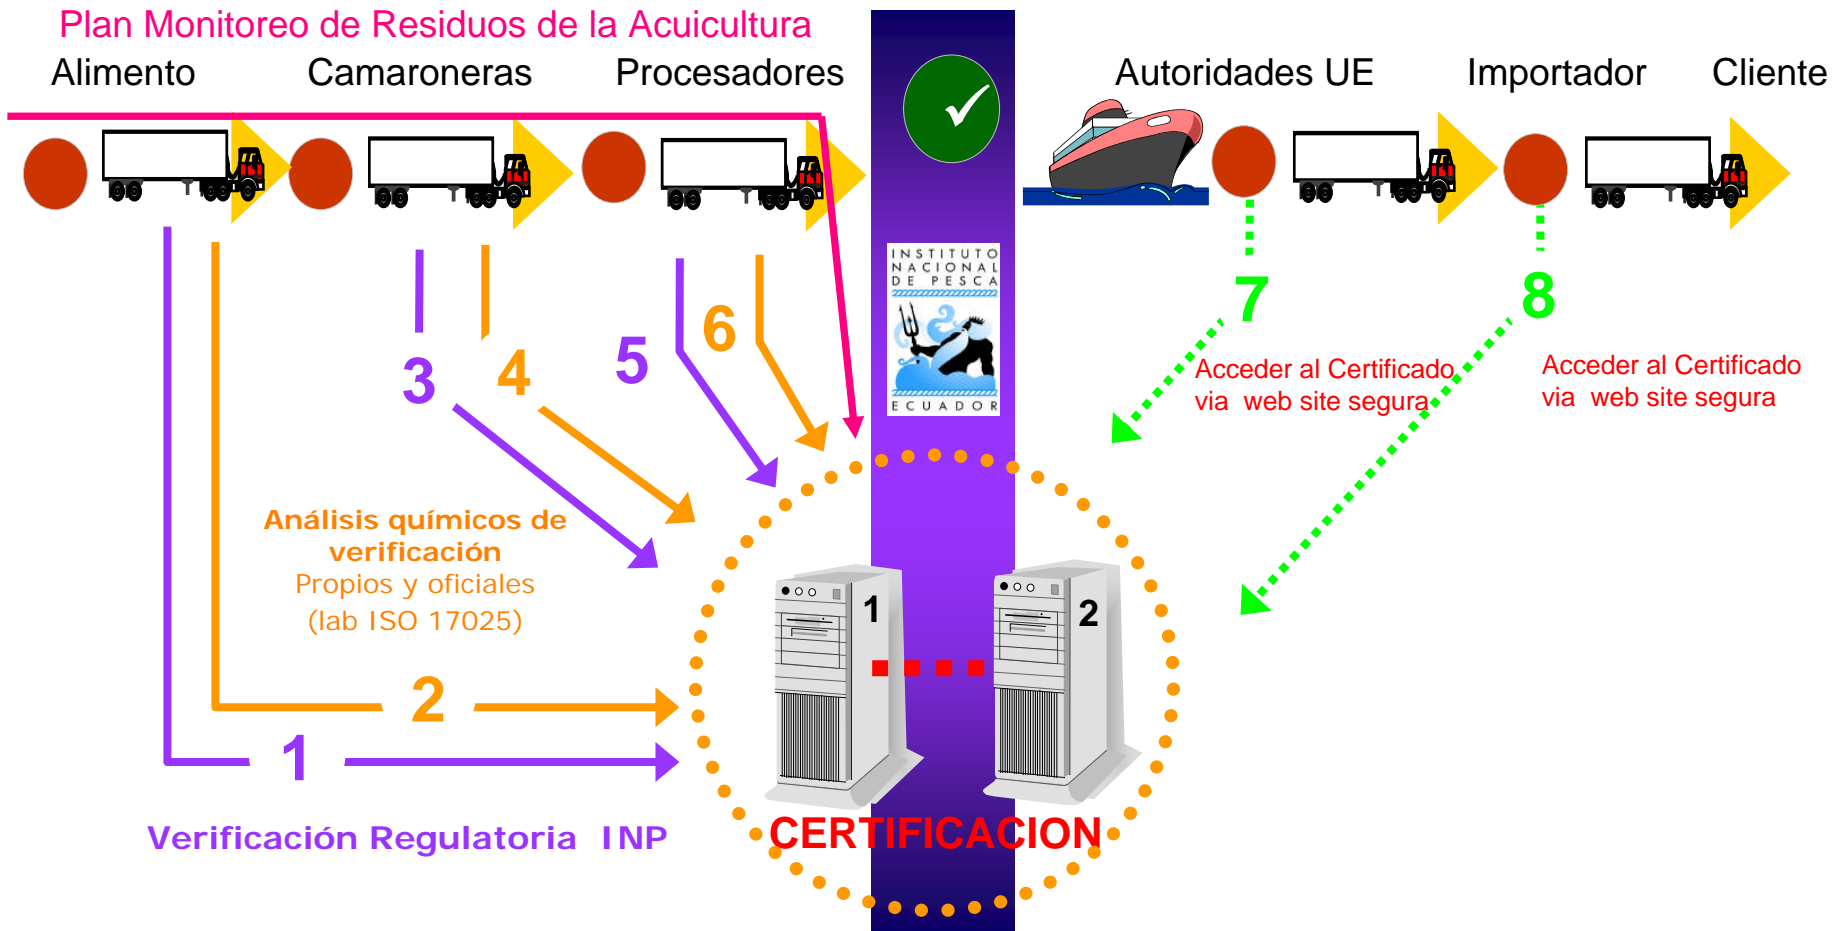 Plan Monitoreo de Residuos de la Acuicultura
Alimento
Camaroneras
Procesadores
Autoridades UE
Importador
Cliente
INSTITUTO
NACIONAL
DE PESCA
ECUADOR
7
8
6
5
3
4
Acceder al Certificado
via web site segura
Acceder al Certificado
via web site segura
Análisis químicos de
verificación
Propios y oficiales
(lab ISO 17025)
1
2
2
1
Verificación Regulatoria INP
CERTIFICACION